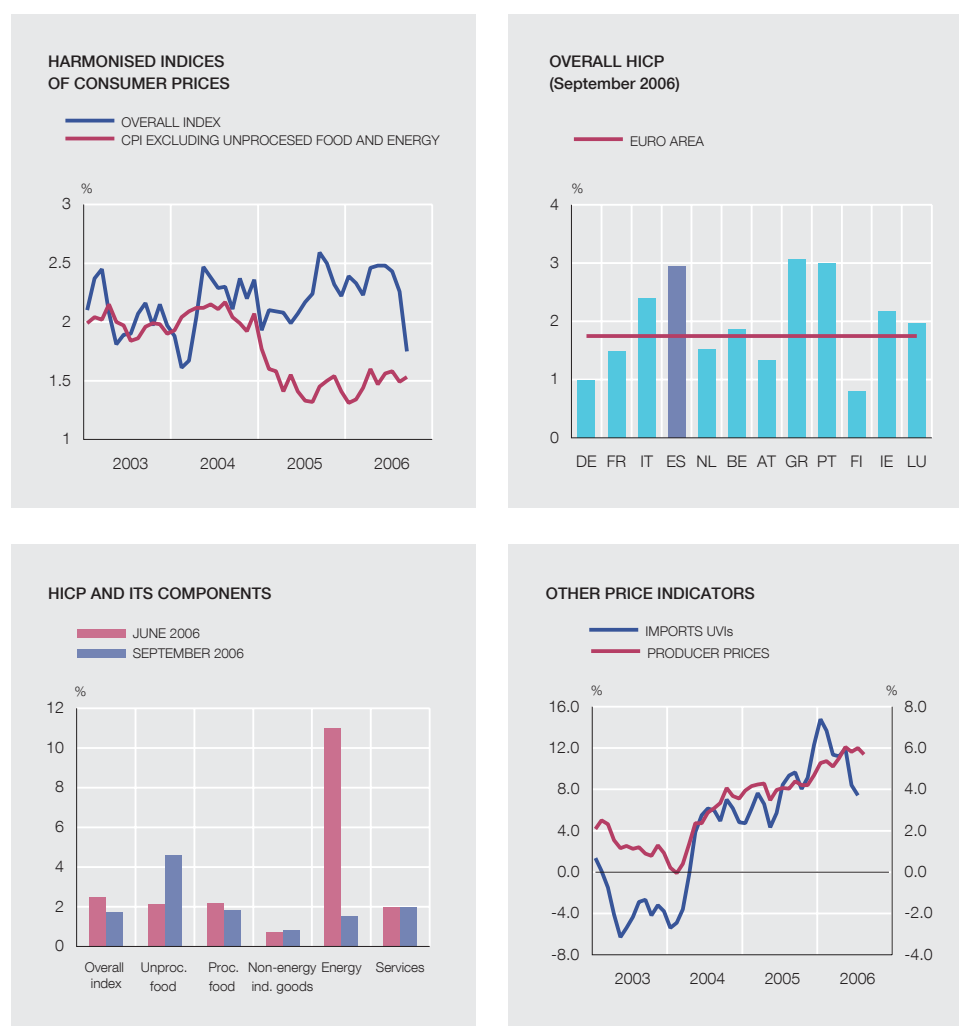 HARMONISED INDICES
OF CONSUMER PRICES
OVERALL INDEX
CPI EXCLUDING UNPROCESED FOOD AND ENERGY
%
3
2.5
2
1.5
1
2003 2004 2005 2006
OVERALL HICP
(September 2006)
EURO AREA
%
4
3
2
1
0
DE FR IT ES NL BE AT GR PT FI IE LU
HICP AND ITS COMPONENTS
JUNE 2006
SEPTEMBER 2006
%
12
10
8
6
4
2
0
Overall Unproc. Proc. Non-energy Energy Services
index food food ind. goods
OTHER PRICE INDICATORS
IMPORTS UVIs
PRODUCER PRICES
% %
16.0 8.0
12.0 6.0
8.0 4.0
4.0 2.0
0.0 0.0
-4.0 -2.0
-8.0 -4.0
2003 2004 2005 2006